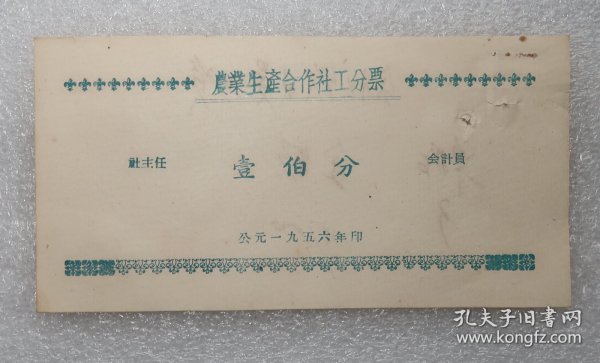 農業生產合作社工分票
社主任 壹伯分 会計員
公元一九五六年印
孔夫子旧書网
www.kongfz.com